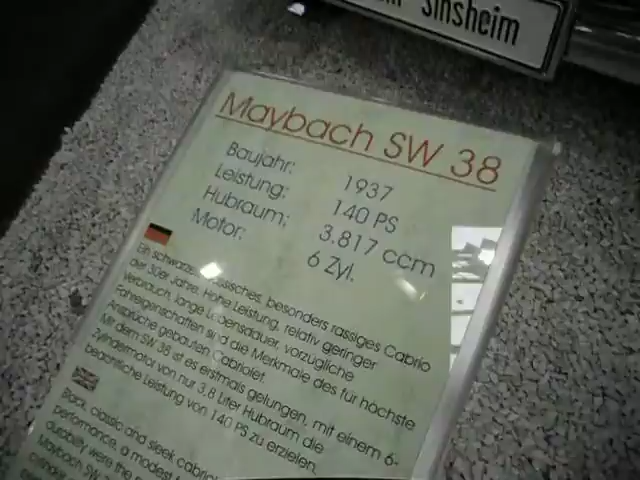 Sinsheim
Maybach SW 38
Baujahr: 1937
Leistung: 140 PS
Hubraum: 3.817 ccm
Motor: 6 Zyl.
Ein schwarzes, klassisches, besonders rassiges Cabrio
der 30er Jahre. Hohe Leistung, relativ geringer
Verbrauch, lange Lebensdauer, vorzügliche
Fahreigenschaften sind die Merkmale des für höchste
Ansprüche gebauten Cabriolet.
Mit dem SW 38 ist es erstmals gelungen, mit einem 6-
Zylindermotor von nur 3,8 Liter Hubraum die
beachtliche Leistung von 140 PS zu erzielen.
Black, classic and sleek cabrio
performance, a modest
durability were the
Maybach SW